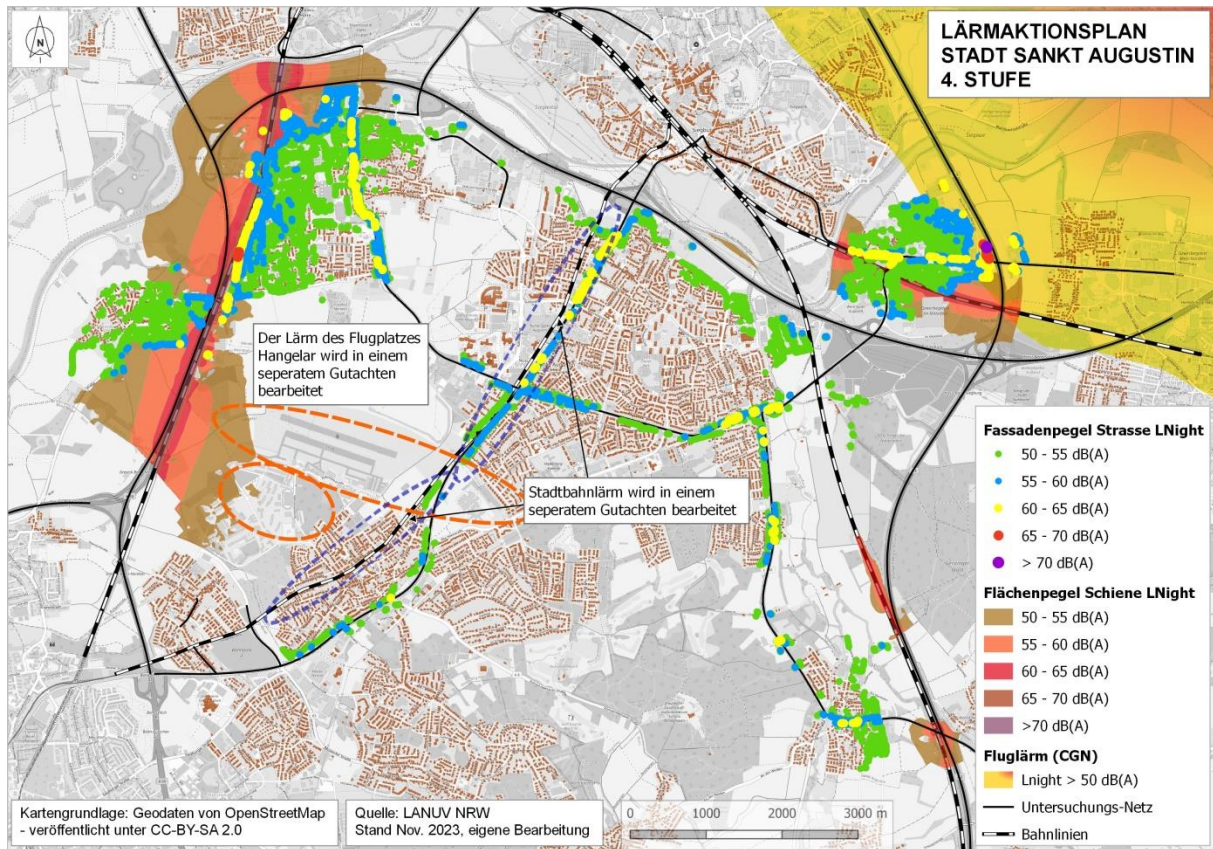 N
LÄRMAKTIONSPLAN
STADT SANKT AUGUSTIN
4. STUFE
Der Lärm des Flugplatzes
Hangelar wird in einem
seperatem Gutachten
bearbeitet
Stadtbahnlärm wird in einem
seperatem Gutachten bearbeitet
Fassadenpegel Strasse LNight
50 - 55 dB(A)
55 - 60 dB(A)
60 - 65 dB(A)
65 - 70 dB(A)
> 70 dB(A)
Flächenpegel Schiene LNight
50 - 55 dB(A)
55 - 60 dB(A)
60 - 65 dB(A)
65 - 70 dB(A)
>70 dB(A)
Fluglärm (CGN)
Lnight > 50 dB(A)
Untersuchungs-Netz
Bahnlinien
Kartengrundlage: Geodaten von OpenStreetMap
- veröffentlicht unter CC-BY-SA 2.0
Quelle: LANUV NRW
Stand Nov. 2023, eigene Bearbeitung
0 1000 2000 3000 m